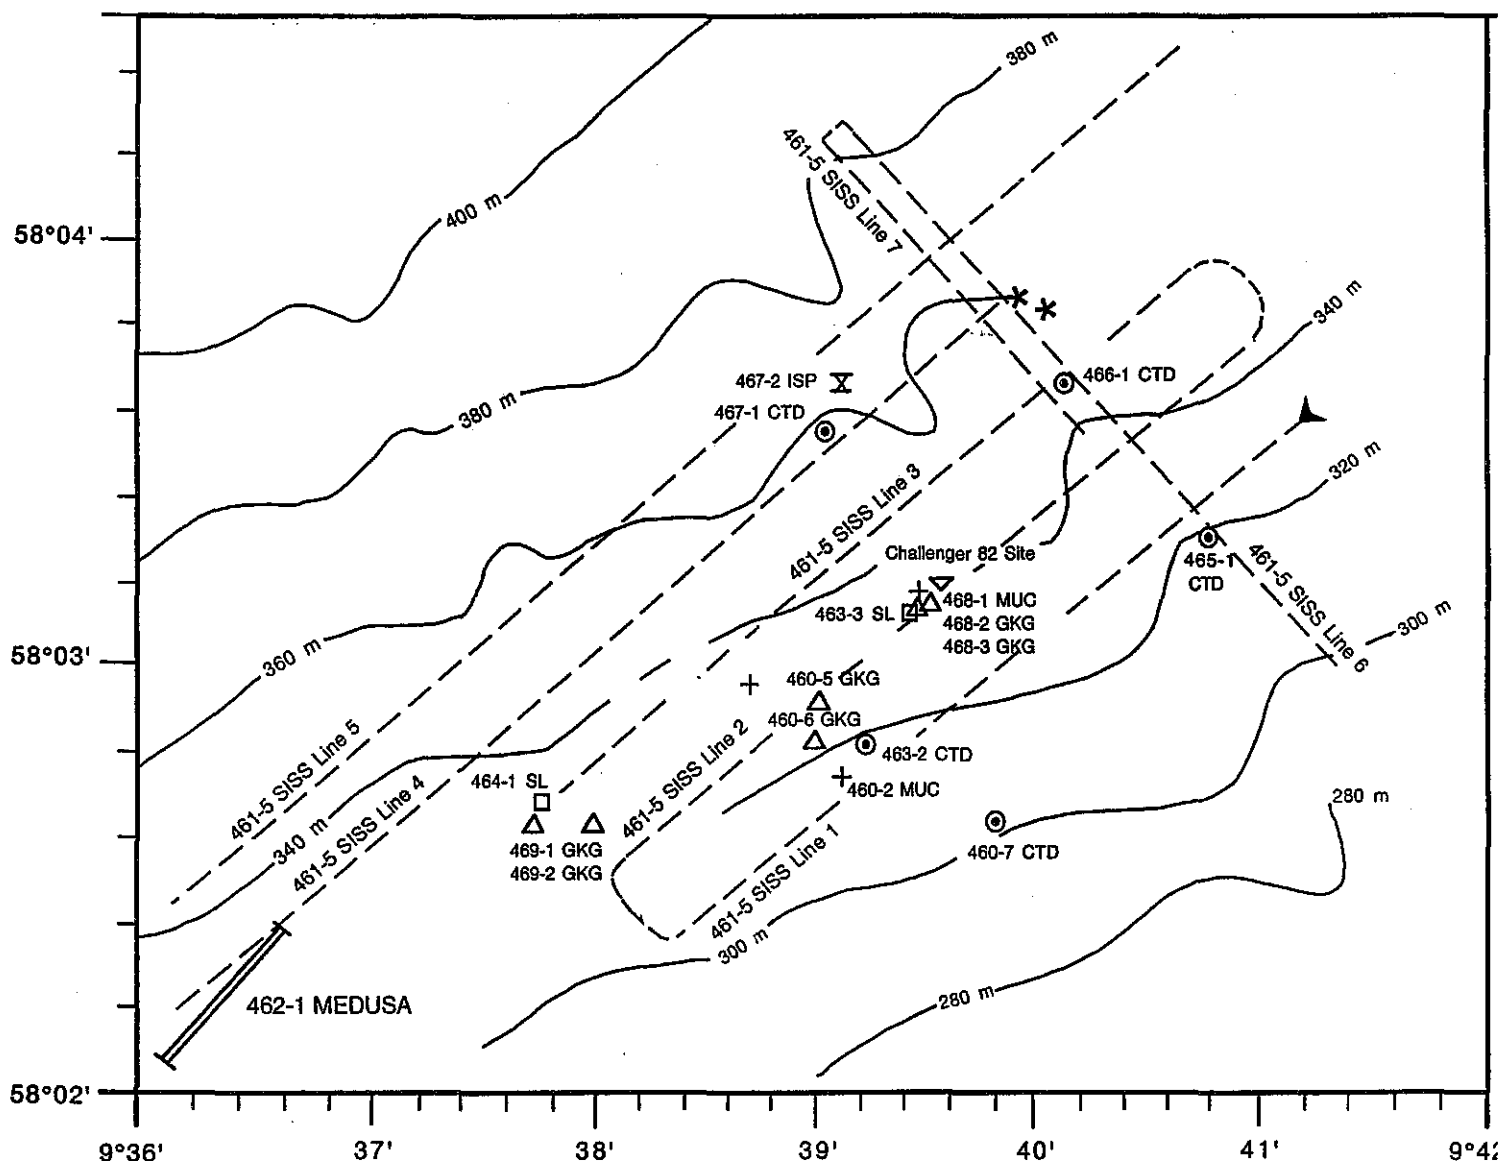 380 m
461-5 SISS Line 7
400 m
58°04'
340 m
467-2 ISP
466-1 CTD
380 m
467-1 CTD
320 m
461-5 SISS Line 3
Challenger 82 Site
465-1
CTD
461-5 SISS Line 6
463-3 SL
468-1 MUC
468-2 GKG
468-3 GKG
300 m
58°03'
360 m
460-5 GKG
460-6 GKG
461-5 SISS Line 5
461-5 SISS Line 2
463-2 CTD
464-1 SL
460-2 MUC
280 m
340 m
461-5 SISS Line 4
469-1 GKG
469-2 GKG
460-7 CTD
461-5 SISS Line 1
300 m
462-1 MEDUSA
280 m
58°02'
9°36'
37'
38'
39'
40'
41'
9°42